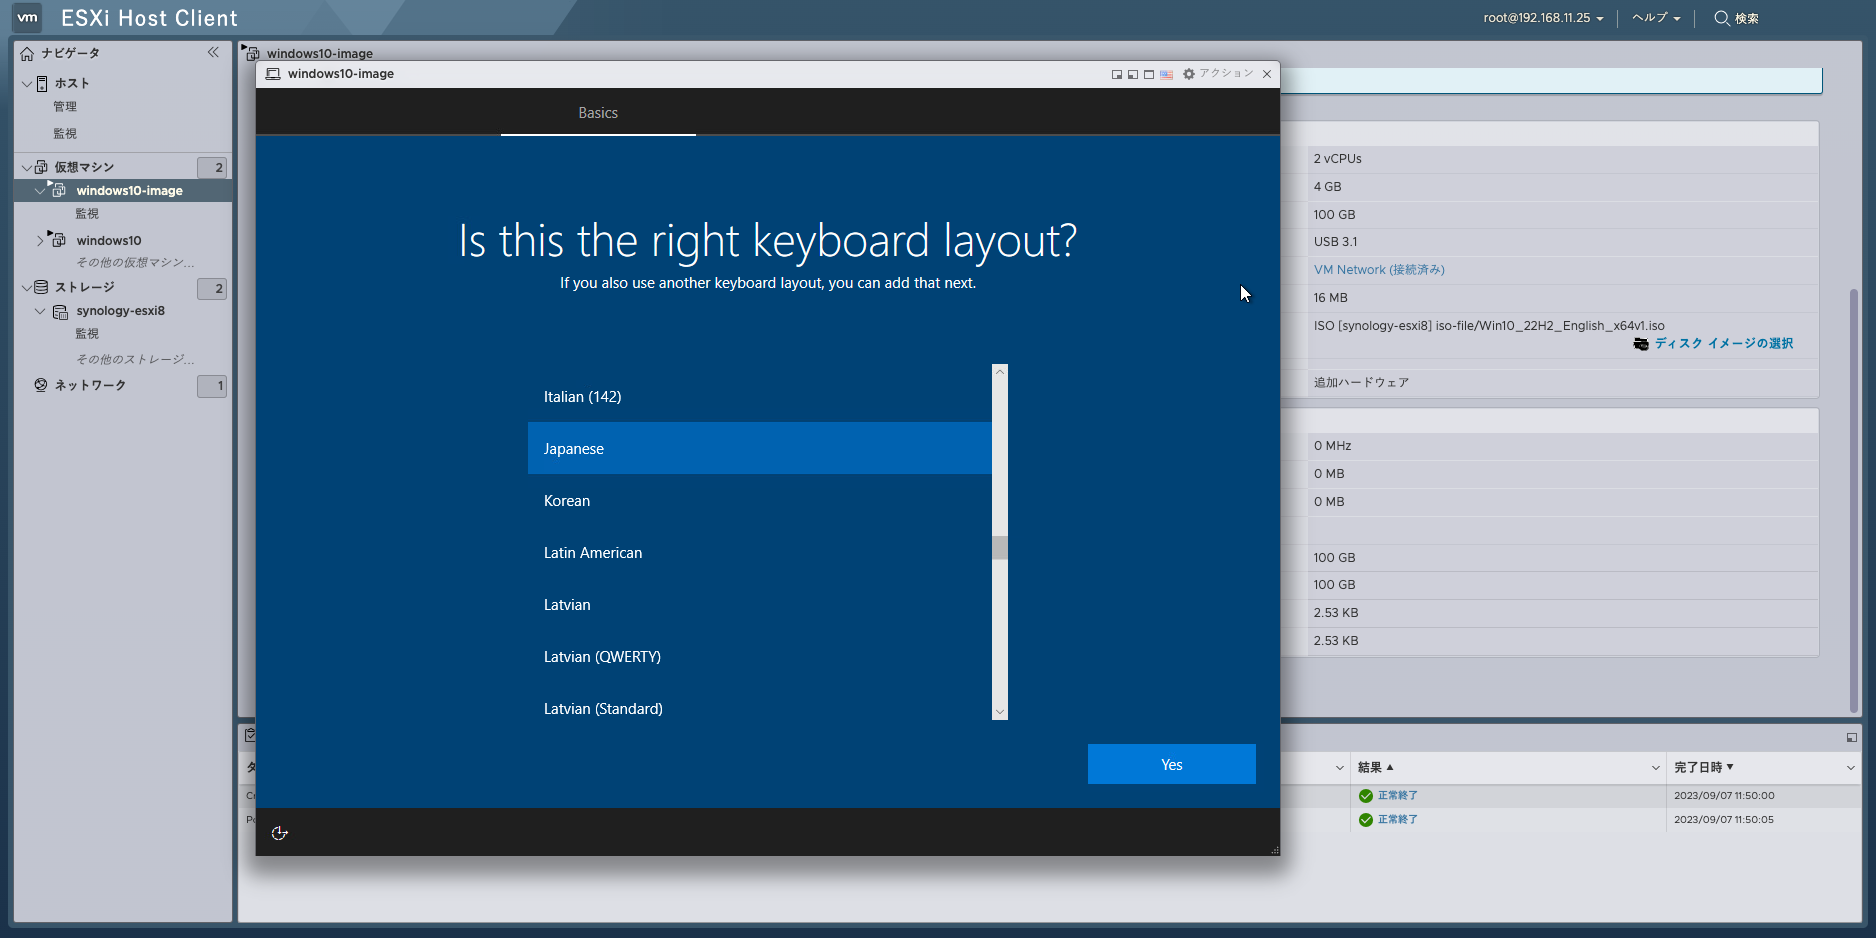 vm ESXi Host Client
root@192.168.11.25 ヘルプ 検索
ナビゲータ
ホスト
管理
監視
仮想マシン 2
windows10-image
監視
windows10
その他の仮想マシン...
ストレージ 2
synology-esxi8
監視
その他のストレージ...
ネットワーク 1
windows10-image
windows10-image アクション
Basics
Is this the right keyboard layout?
If you also use another keyboard layout, you can add that next.
Italian (142)
Japanese
Korean
Latin American
Latvian
Latvian (QWERTY)
Latvian (Standard)
Yes
2 vCPUs
4 GB
100 GB
USB 3.1
VM Network (接続済み)
16 MB
ISO [synology-esxi8] iso-file/Win10_22H2_English_x64v1.iso
ディスク イメージの選択
追加ハードウェア
0 MHz
0 MB
0 MB
100 GB
100 GB
2.53 KB
2.53 KB
結果 完了日時
正常終了 2023/09/07 11:50:00
正常終了 2023/09/07 11:50:05